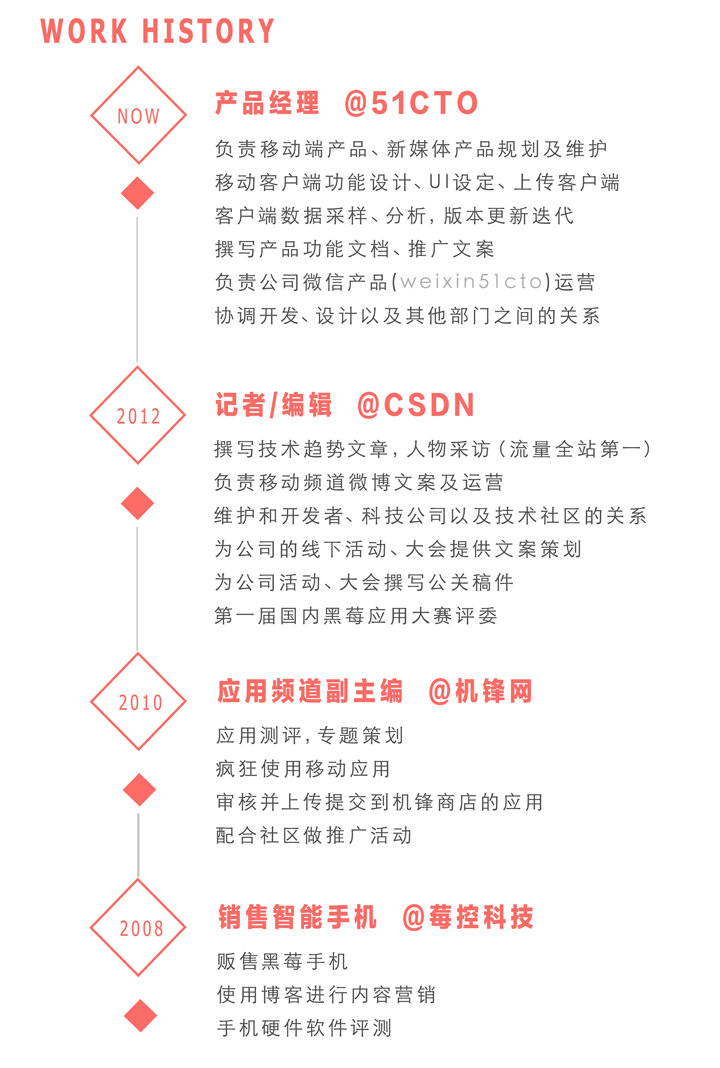 WORK HISTORY
NOW
产品经理 @51CTO
负责移动端产品、新媒体产品规划及维护
移动客户端功能设计、UI设定、上传客户端
客户端数据采样、分析，版本更新迭代
撰写产品功能文档、推广文案
负责公司微信产品(weixin51cto)运营
协调开发、设计以及其他部门之间的关系
2012
记者/编辑 @CSDN
撰写技术趋势文章，人物采访（流量全站第一）
负责移动频道微博文案及运营
维护和开发者、科技公司以及技术社区的关系
为公司的线下活动、大会提供文案策划
为公司活动、大会撰写公关稿件
第一届国内黑莓应用大赛评委
2010
应用频道副主编 @机锋网
应用测评，专题策划
疯狂使用移动应用
审核并上传提交到机锋商店的应用
配合社区做推广活动
2008
销售智能手机 @莓控科技
贩售黑莓手机
使用博客进行内容营销
手机硬件软件评测